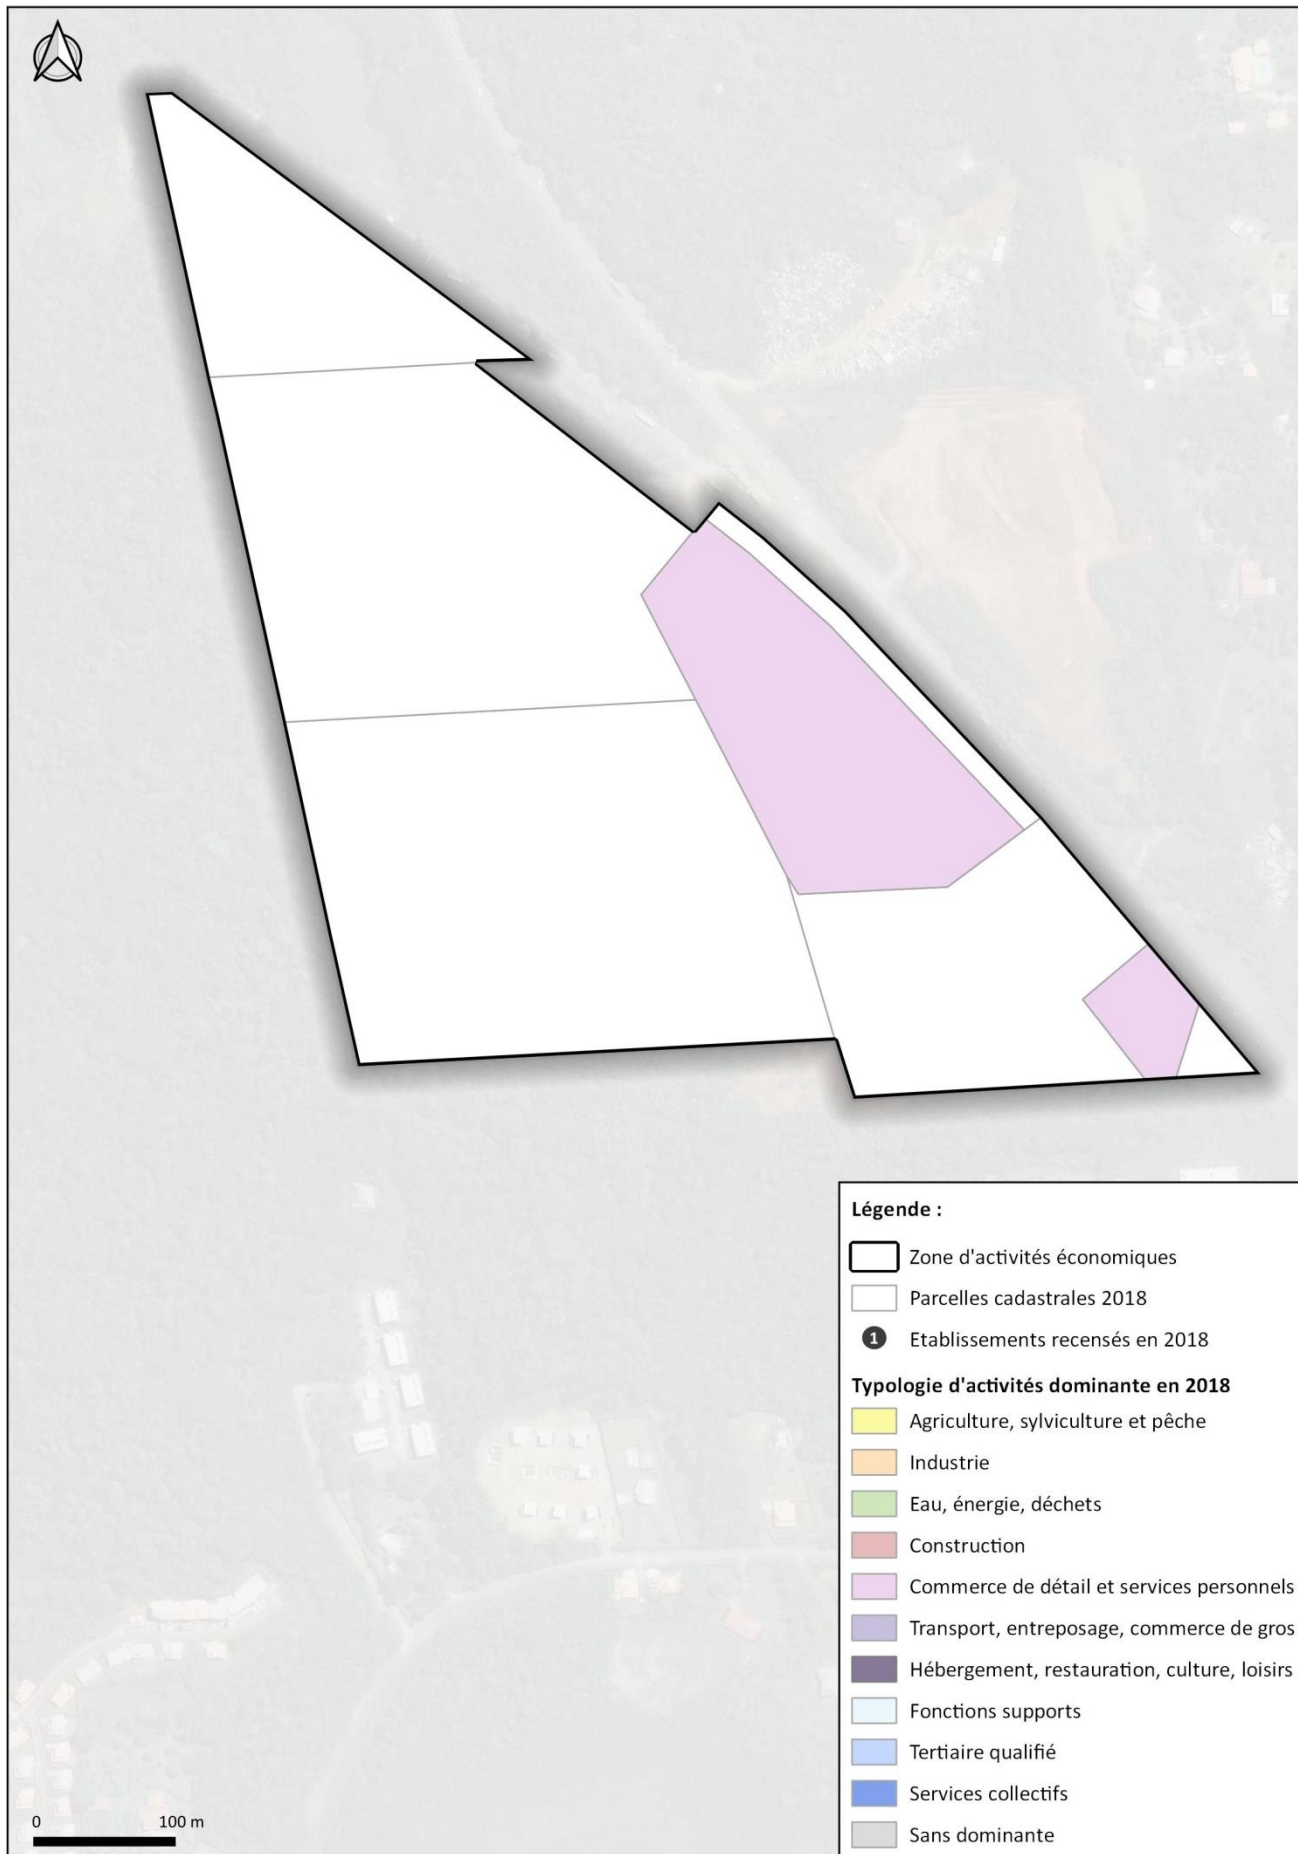 Légende :
Zone d'activités économiques
Parcelles cadastrales 2018
1 Etablissements recensés en 2018
Typologie d'activités dominante en 2018
Agriculture, sylviculture et pêche
Industrie
Eau, énergie, déchets
Construction
Commerce de détail et services personnels
Transport, entreposage, commerce de gros
Hébergement, restauration, culture, loisirs
Fonctions supports
Tertiaire qualifié
Services collectifs
Sans dominante
0 100 m